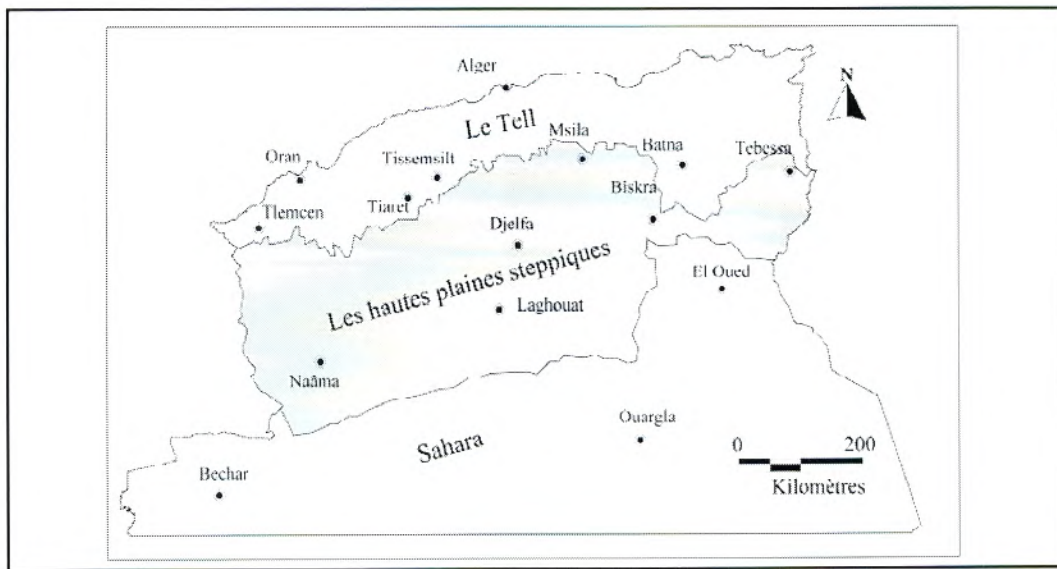 Alger
N
Le Tell
Msila
Oran
Tissemsilt
Batna
Tebessa
Biskra
Tlemcen
Tiaret
Djelfa
Les hautes plaines steppiques
El Oued
Laghouat
Naâma
Ouargla
Sahara
0 200
Bechar
Kilomètres